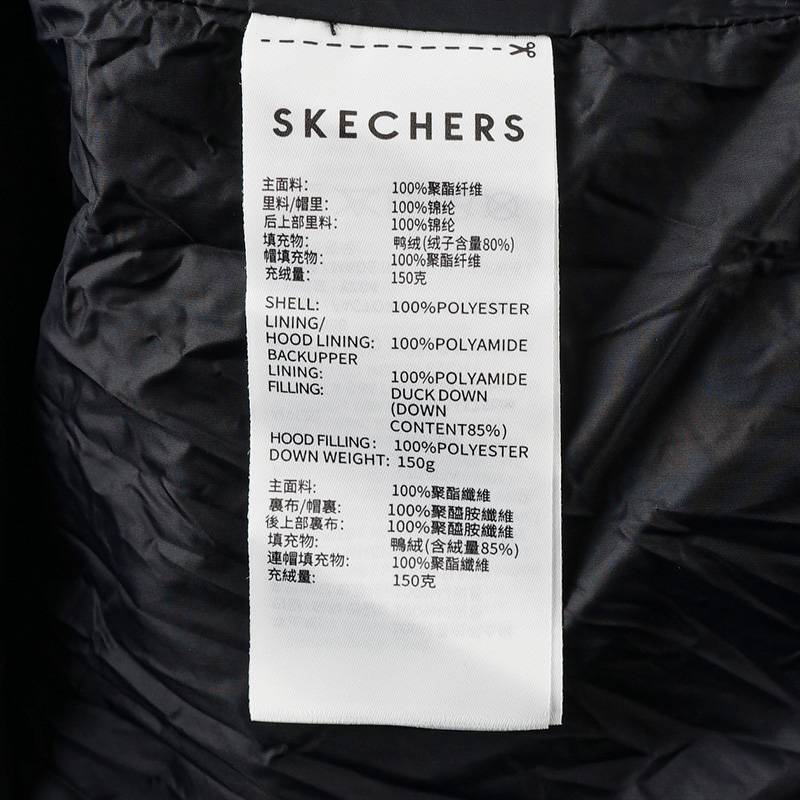 SKECHERS
主面料: 100%聚酯纤维
里料/帽里: 100%锦纶
后上部里料: 100%锦纶
填充物: 鸭绒(绒子含量80%)
帽填充物: 100%聚酯纤维
充绒量: 150克
SHELL: 100%POLYESTER
LINING/
HOOD LINING: 100%POLYAMIDE
BACKUPPER
LINING: 100%POLYAMIDE
FILLING: DUCK DOWN
(DOWN
CONTENT85%)
HOOD FILLING: 100%POLYESTER
DOWN WEIGHT: 150g
主面料: 100%聚酯纖維
裏布/帽裏: 100%聚醯胺纖維
後上部裏布: 100%聚醯胺纖維
填充物: 鴨絨(含絨量85%)
連帽填充物: 100%聚酯纖維
充絨量: 150克